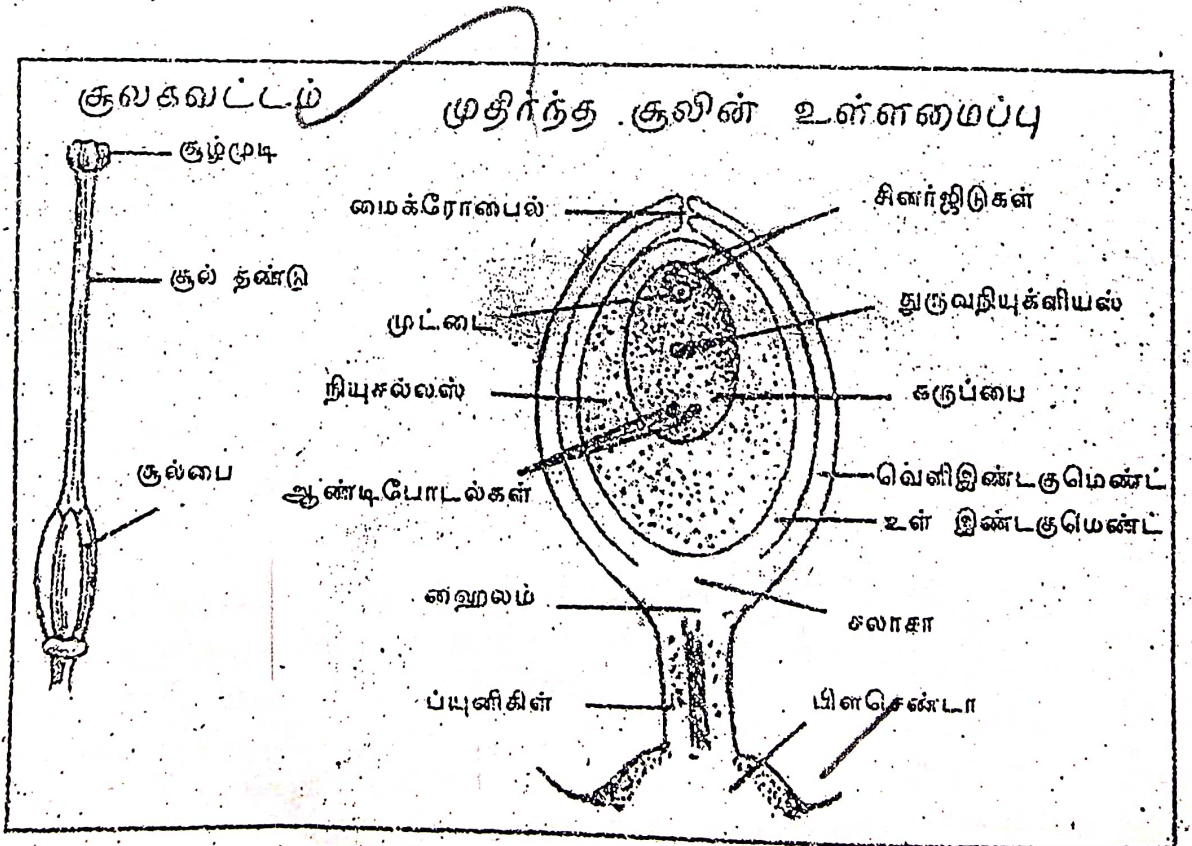 சூலகவட்டம்
முதிர்ந்த சூலின் உள்ளமைப்பு
சூழ்முடி
சூல் தண்டு
சூல்பை
மைக்ரோபைல்
சினர்ஜிடுகள்
முட்டை
துருவநியுக்ளியஸ்
நியுசல்லஸ்
கருப்பை
ஆண்டிபோடல்கள்
வெளிஇண்டகுமெண்ட்
உள் இண்டகுமெண்ட்
ஹைலம்
சலாசா
ப்யுனிகிள்
பிளசெண்டா